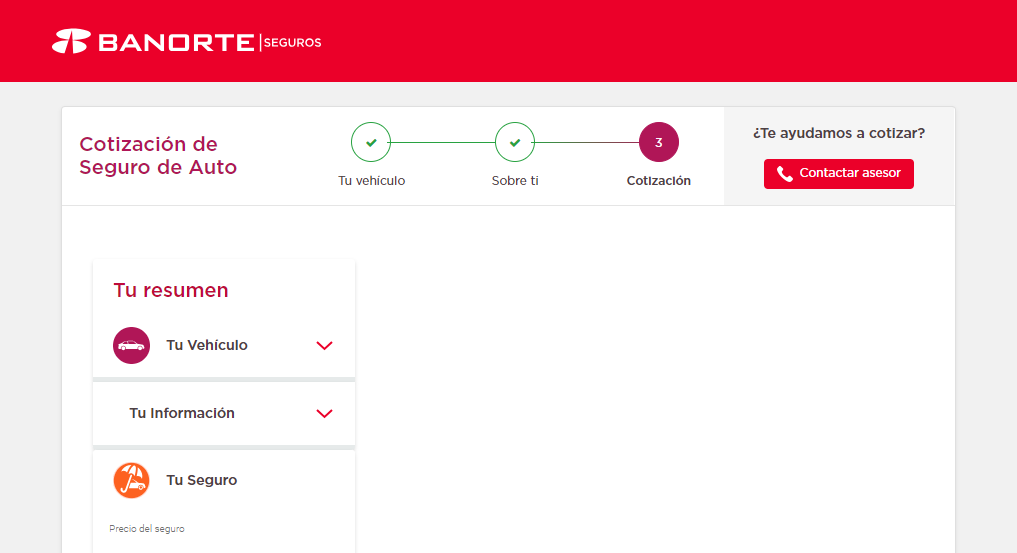 BANORTE | SEGUROS
Cotización de
Seguro de Auto
Tu vehículo
Sobre ti
3
Cotización
¿Te ayudamos a cotizar?
Contactar asesor
Tu resumen
Tu Vehículo
Tu Información
Tu Seguro
Precio del seguro